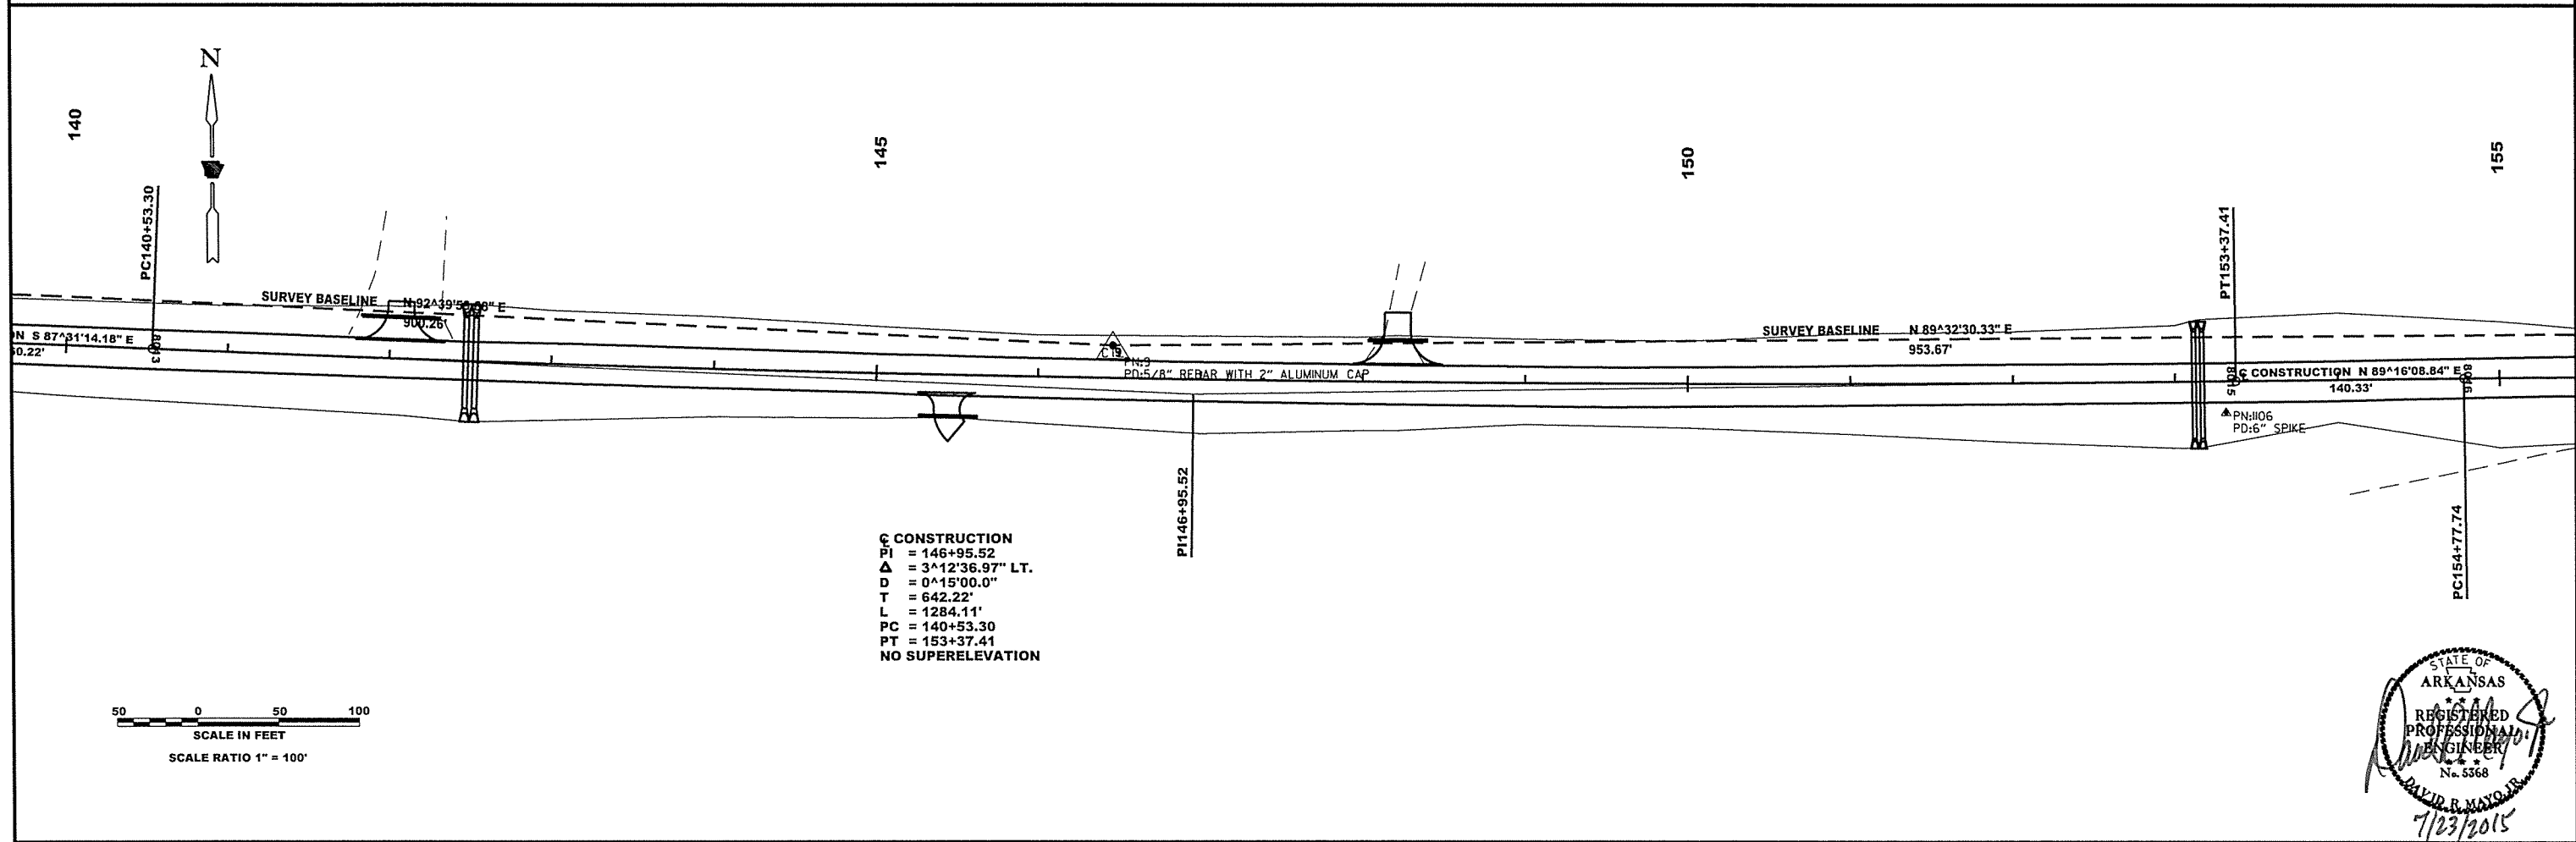 N
140
145
150
155
PC140+53.30
PT153+37.41
SURVEY BASELINE
900.26'
SURVEY BASELINE N 89^32'30.33" E
953.67'
S 87^31'14.18" E
8013
C19
PN:9
PD:5/8" REBAR WITH 2" ALUMINUM CAP
8015
℄ CONSTRUCTION N 89^16'08.84" E
140.33'
8016
PN:1106
PD:6" SPIKE
PI146+95.52
PC154+77.74
℄ CONSTRUCTION
PI = 146+95.52
Δ = 3^12'36.97" LT.
D = 0^15'00.0"
T = 642.22'
L = 1284.11'
PC = 140+53.30
PT = 153+37.41
NO SUPERELEVATION
50 0 50 100
SCALE IN FEET
SCALE RATIO 1" = 100'
STATE OF
ARKANSAS
★ ★ ★
REGISTERED
PROFESSIONAL
ENGINEER
★ ★ ★
No. 5368
DAVID R. MAYO, JR.
7/23/2015